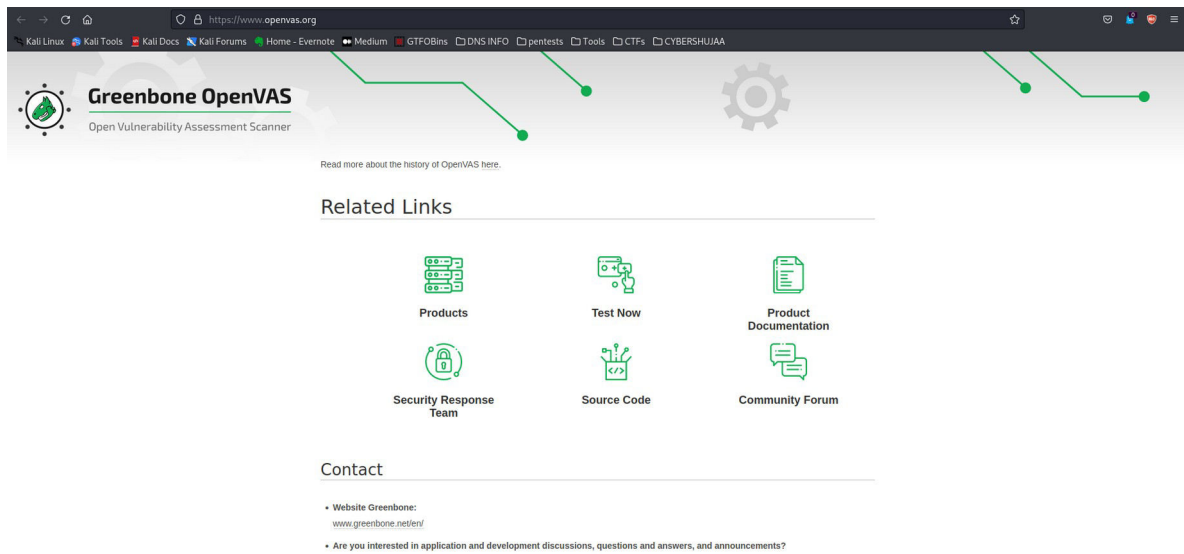 https://www.openvas.org
Kali Linux Kali Tools Kali Docs Kali Forums Home - Evernote Medium GTFOBins DNS INFO pentests Tools CTFs CYBERSHUJAA
Greenbone OpenVAS
Open Vulnerability Assessment Scanner
Read more about the history of OpenVAS here.
Related Links
Products
Test Now
Product
Documentation
Security Response
Team
Source Code
Community Forum
Contact
• Website Greenbone:
www.greenbone.net/en/
• Are you interested in application and development discussions, questions and answers, and announcements?